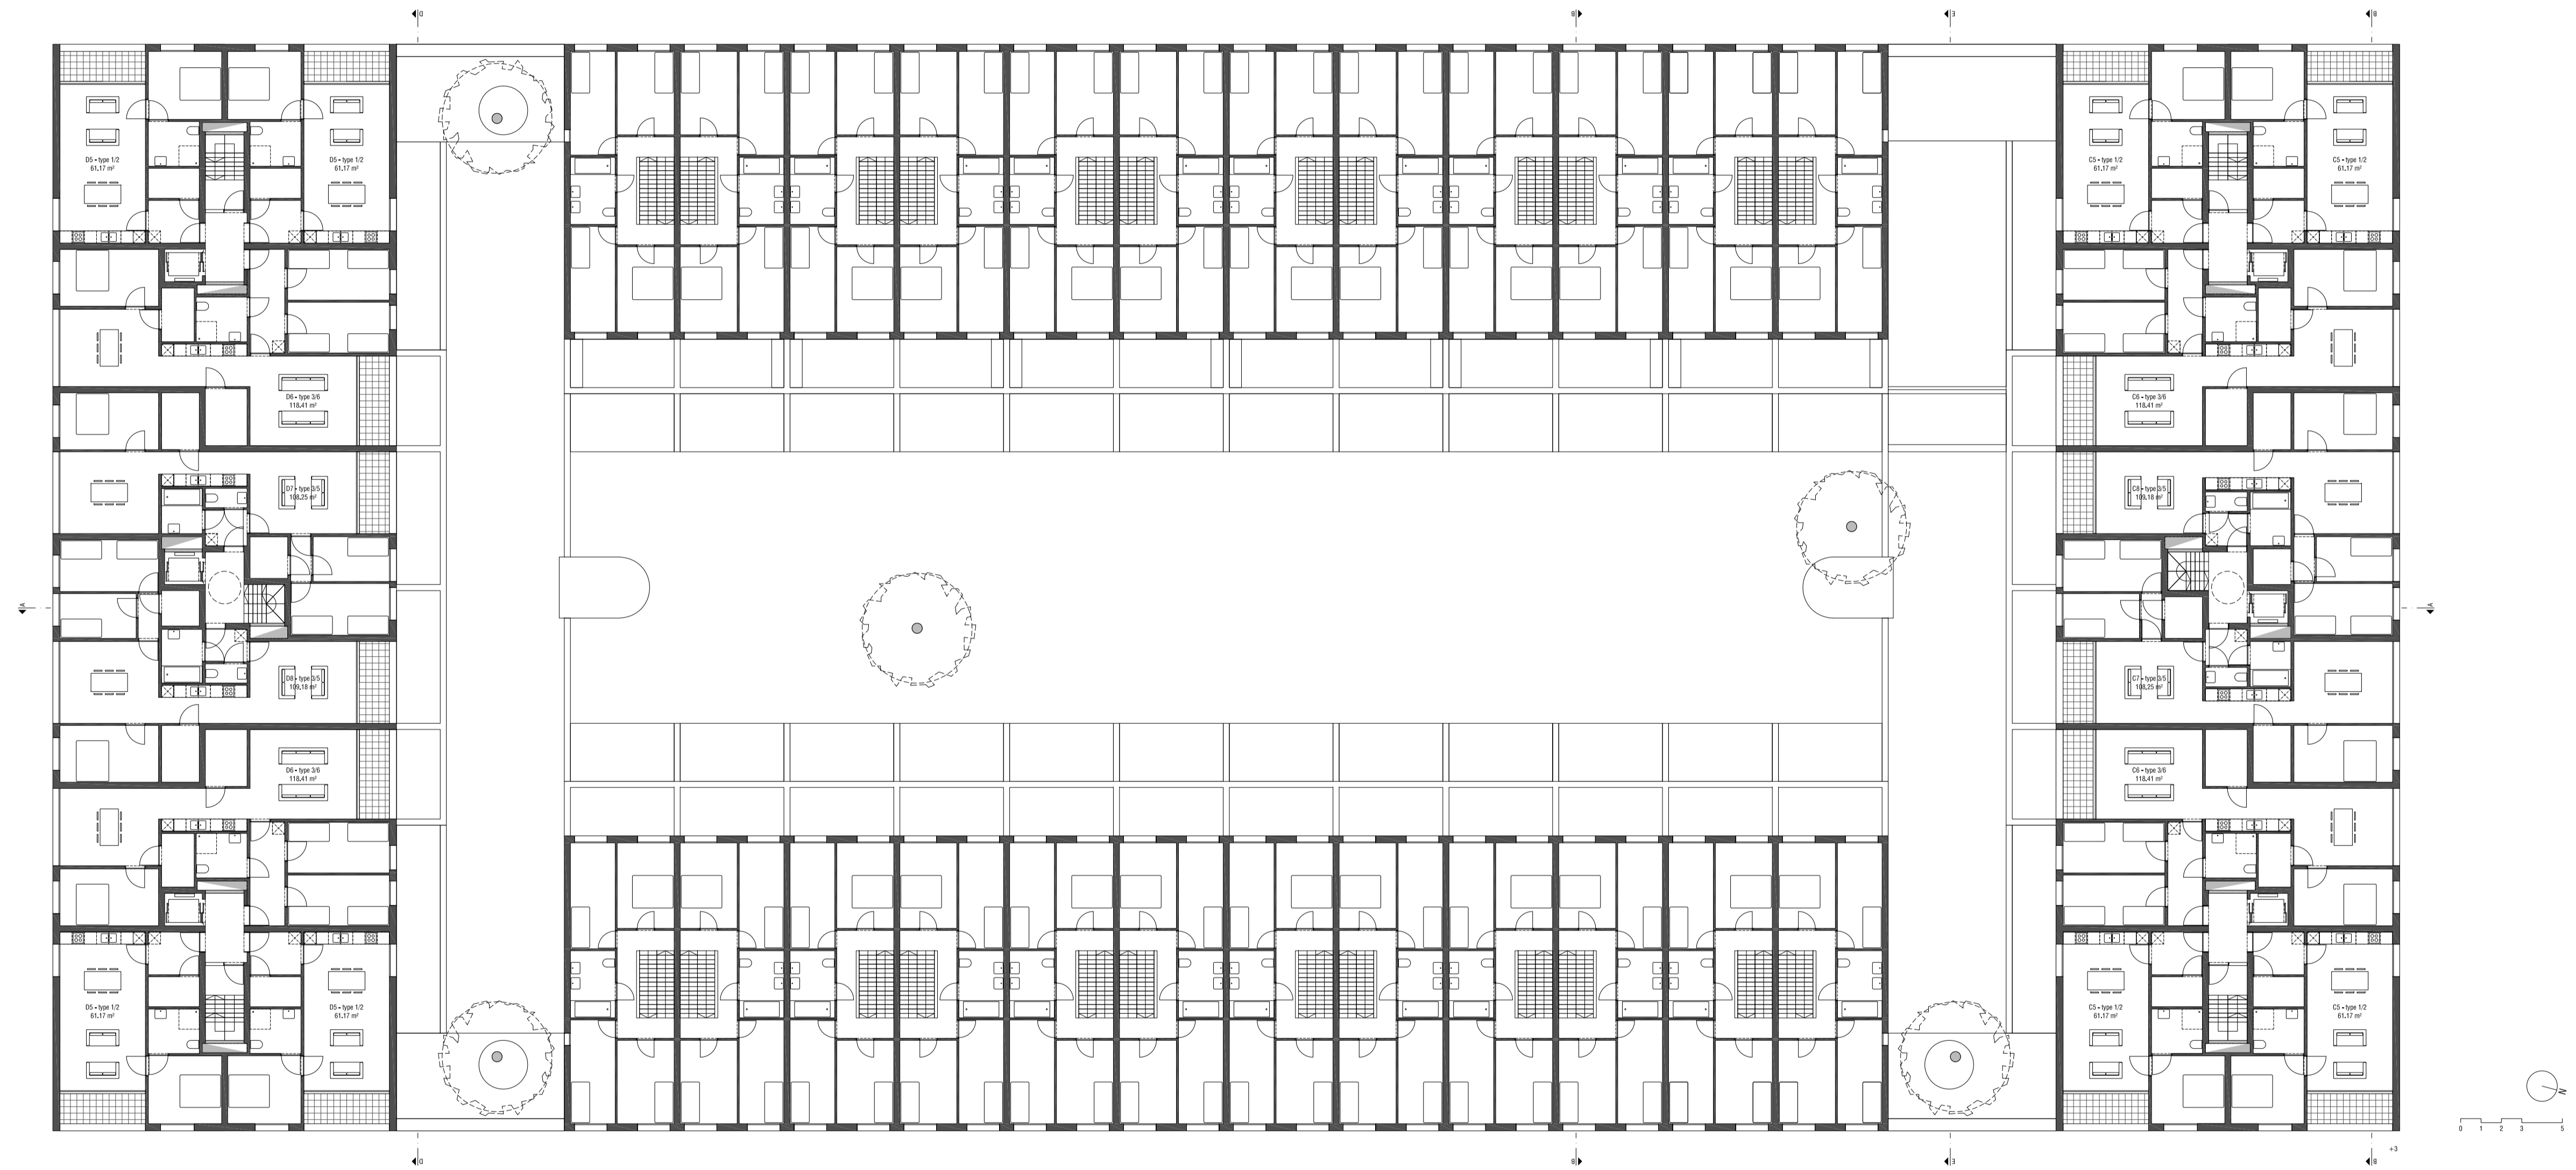 D
B
E
B
D5 - type 1/2
61.17 m²
D5 - type 1/2
61.17 m²
C5 - type 1/2
61.17 m²
C5 - type 1/2
61.17 m²
D6 - type 3/6
118.41 m²
C6 - type 3/6
118.41 m²
D7 - type 3/5
108.25 m²
C8 - type 3/5
109.18 m²
A
A
D8 - type 3/5
109.18 m²
C7 - type 3/5
108.25 m²
D6 - type 3/6
118.41 m²
C6 - type 3/6
118.41 m²
D5 - type 1/2
61.17 m²
D5 - type 1/2
61.17 m²
C5 - type 1/2
61.17 m²
C5 - type 1/2
61.17 m²
N
0 1 2 3 5
+3
D
B
E
B